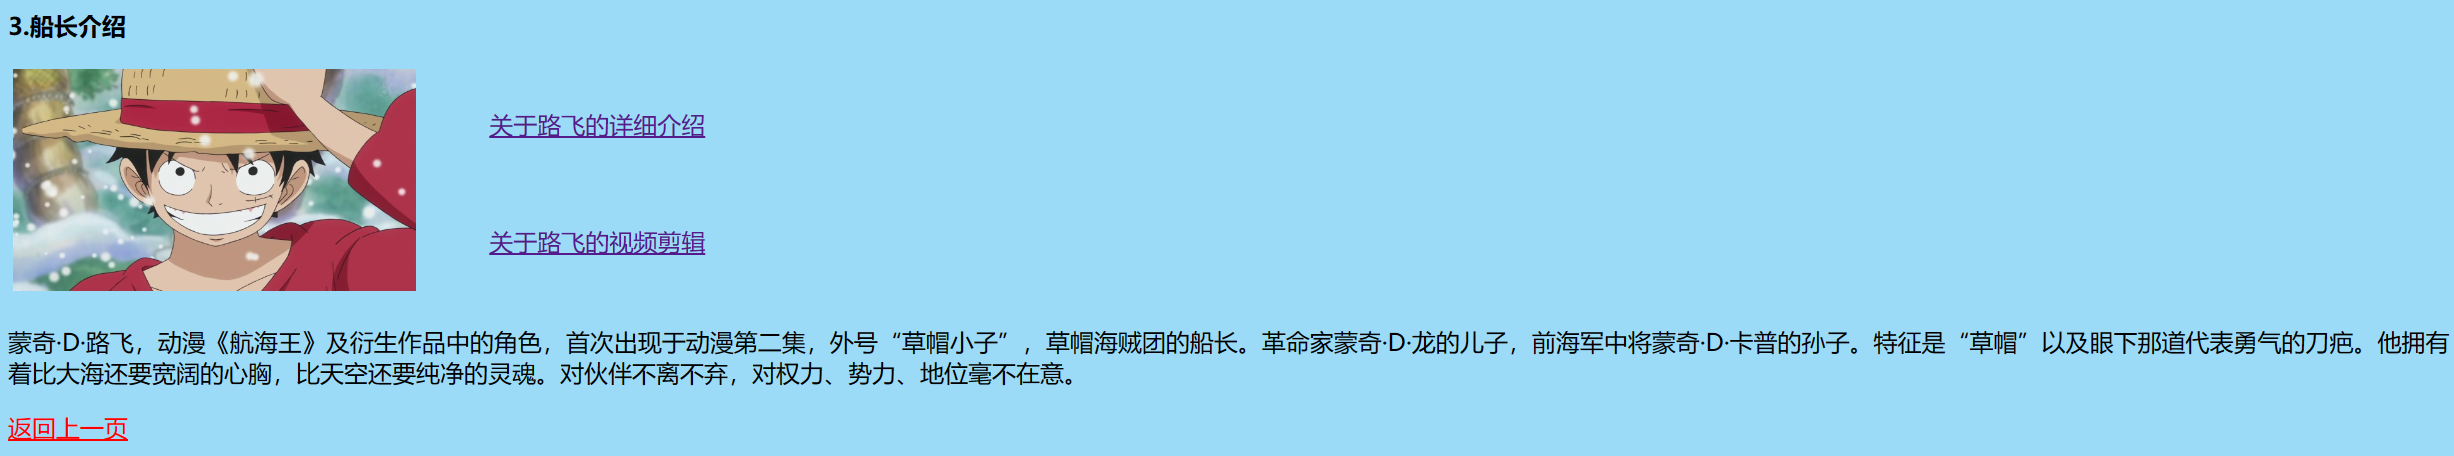 3.船长介绍
关于路飞的详细介绍
关于路飞的视频剪辑
蒙奇·D·路飞，动漫《航海王》及衍生作品中的角色，首次出现于动漫第二集，外号“草帽小子”，草帽海贼团的船长。革命家蒙奇·D·龙的儿子，前海军中将蒙奇·D·卡普的孙子。特征是“草帽”以及眼下那道代表勇气的刀疤。他拥有
着比大海还要宽阔的心胸，比天空还要纯净的灵魂。对伙伴不离不弃，对权力、势力、地位毫不在意。
返回上一页